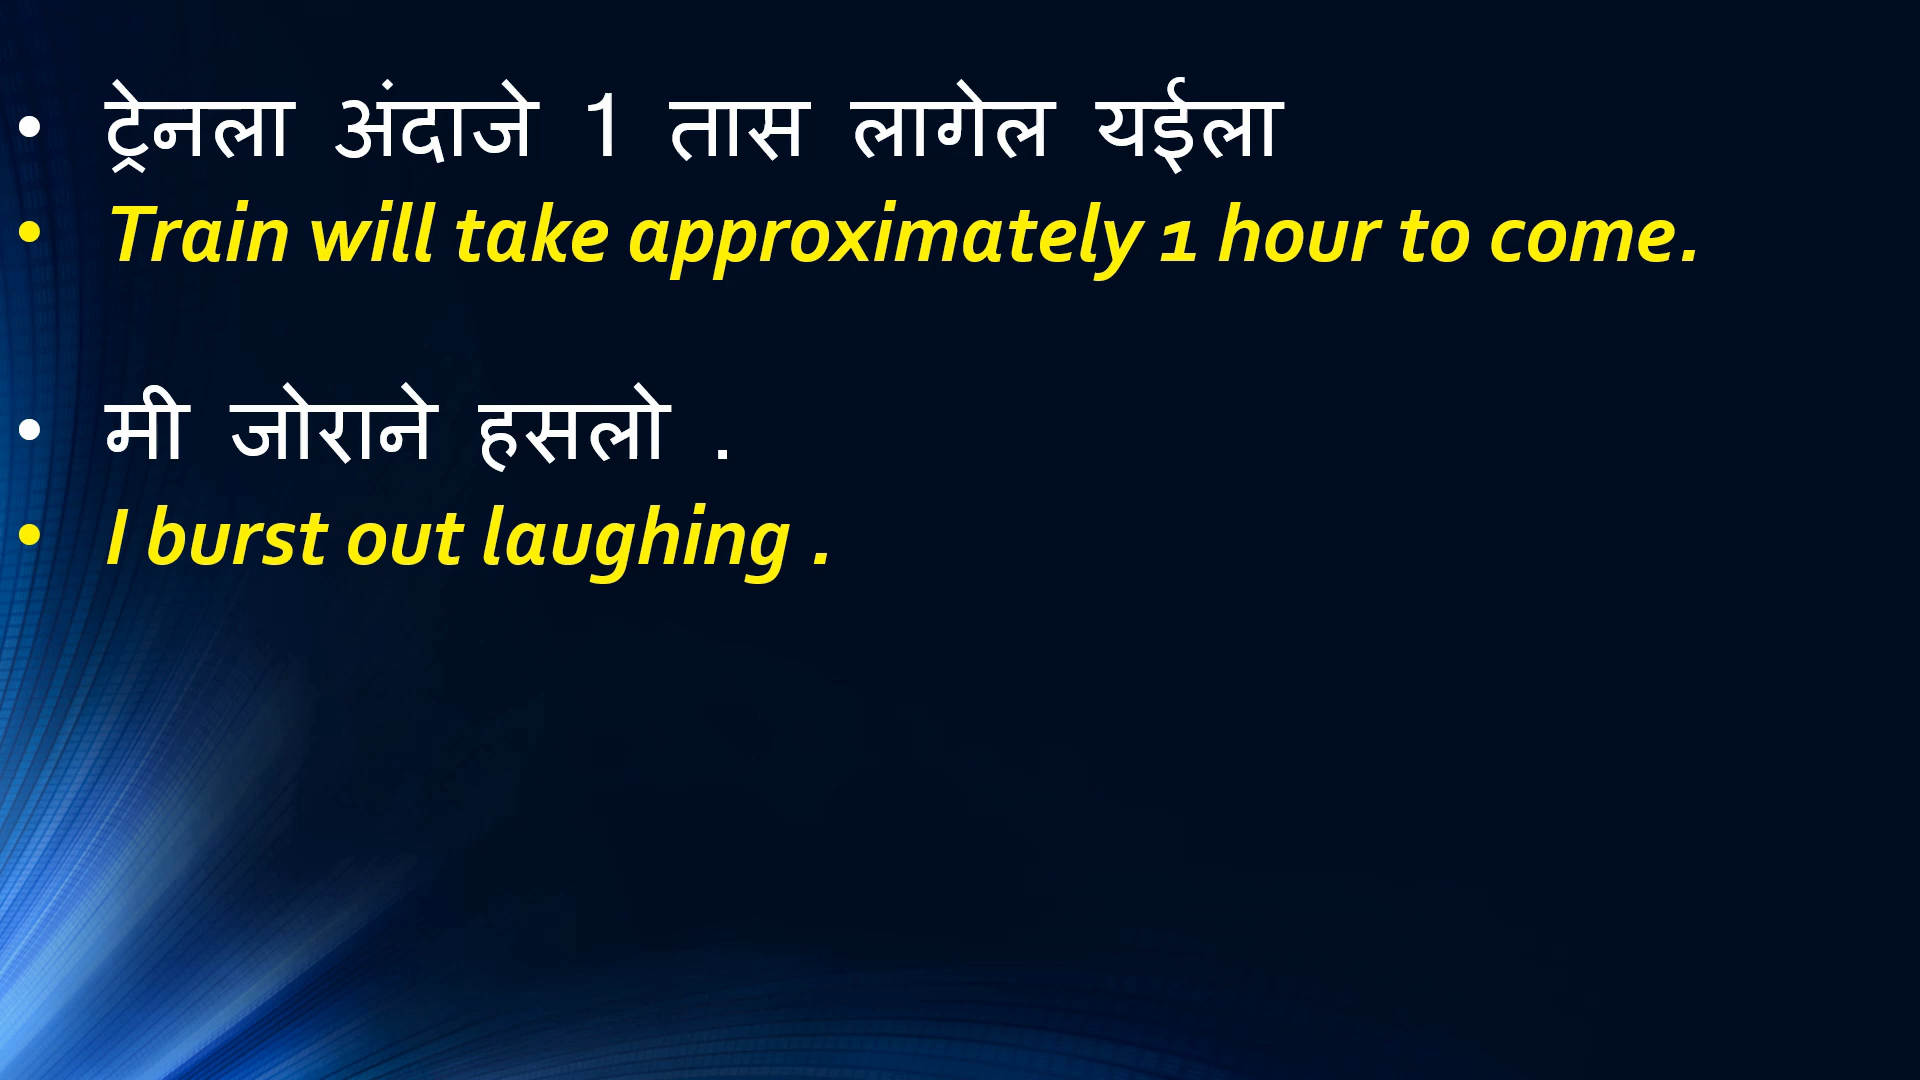 • ट्रेनला अंदाजे 1 तास लागेल यईला
• Train will take approximately 1 hour to come.
• मी जोराने हसलो .
• I burst out laughing .